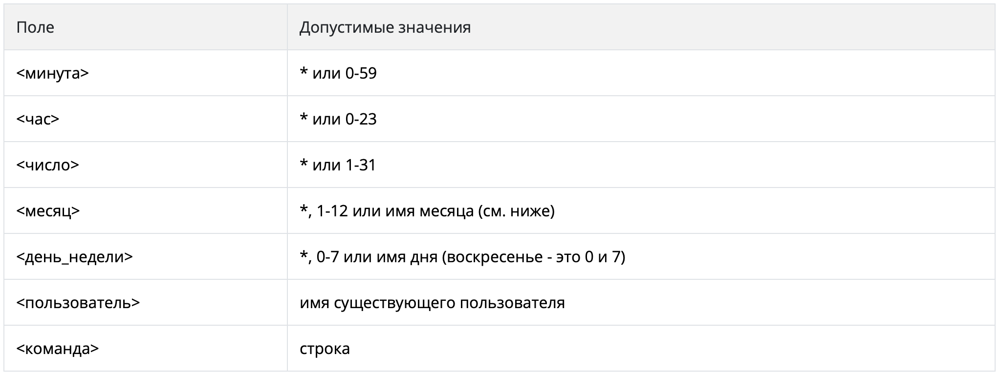 Поле Допустимые значения
<минута> * или 0-59
<час> * или 0-23
<число> * или 1-31
<месяц> *, 1-12 или имя месяца (см. ниже)
<день_недели> *, 0-7 или имя дня (воскресенье - это 0 и 7)
<пользователь> имя существующего пользователя
<команда> строка